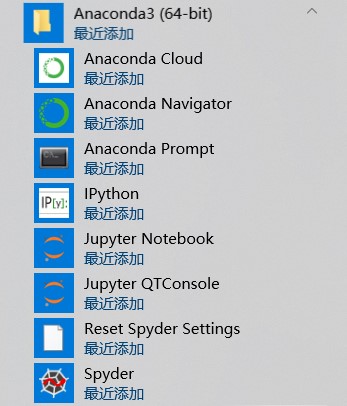 Anaconda3 (64-bit)
最近添加
Anaconda Cloud
最近添加
Anaconda Navigator
最近添加
Anaconda Prompt
最近添加
IP[y]:
IPython
最近添加
Jupyter Notebook
最近添加
Jupyter QTConsole
最近添加
Reset Spyder Settings
最近添加
Spyder
最近添加